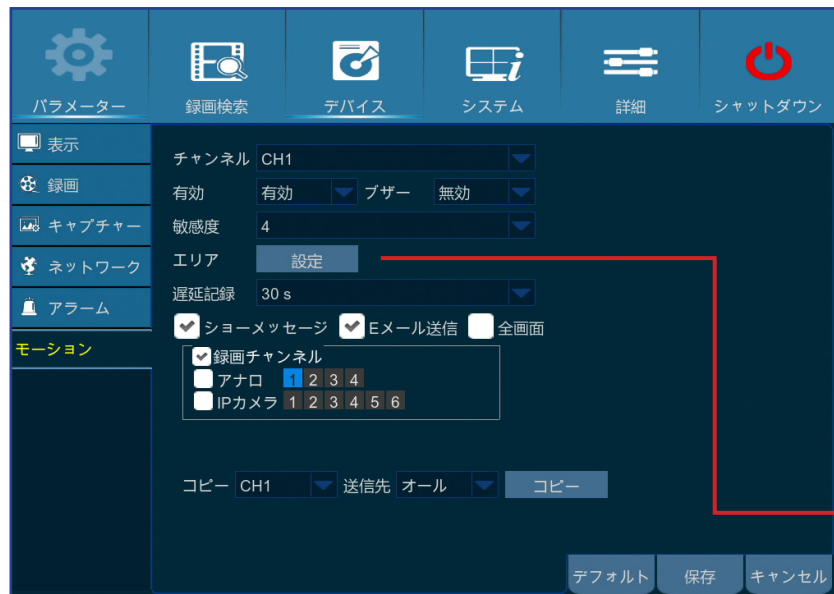 パラメーター 録画検索 デバイス システム 詳細 シャットダウン
表示
録画
キャプチャー
ネットワーク
アラーム
モーション
チャンネル CH1
有効 有効 ブザー 無効
敏感度 4
エリア 設定
遅延記録 30 s
ショーメッセージ Eメール送信 全画面
録画チャンネル
アナロ 1 2 3 4
IPカメラ 1 2 3 4 5 6
コピー CH1 送信先 オール コピー
デフォルト 保存 キャンセル